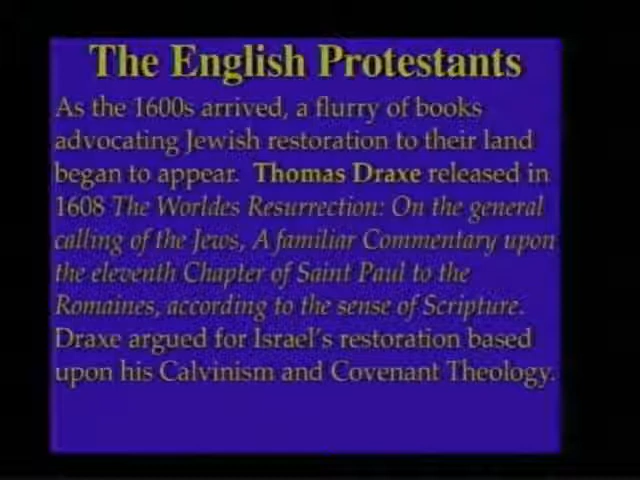 The English Protestants
As the 1600s arrived, a flurry of books
advocating Jewish restoration to their land
began to appear.  Thomas Draxe released in
1608 The Worldes Resurrection: On the general
calling of the Jews, A familiar Commentary upon
the eleventh Chapter of Saint Paul to the
Romaines, according to the sense of Scripture.
Draxe argued for Israel's restoration based
upon his Calvinism and Covenant Theology.